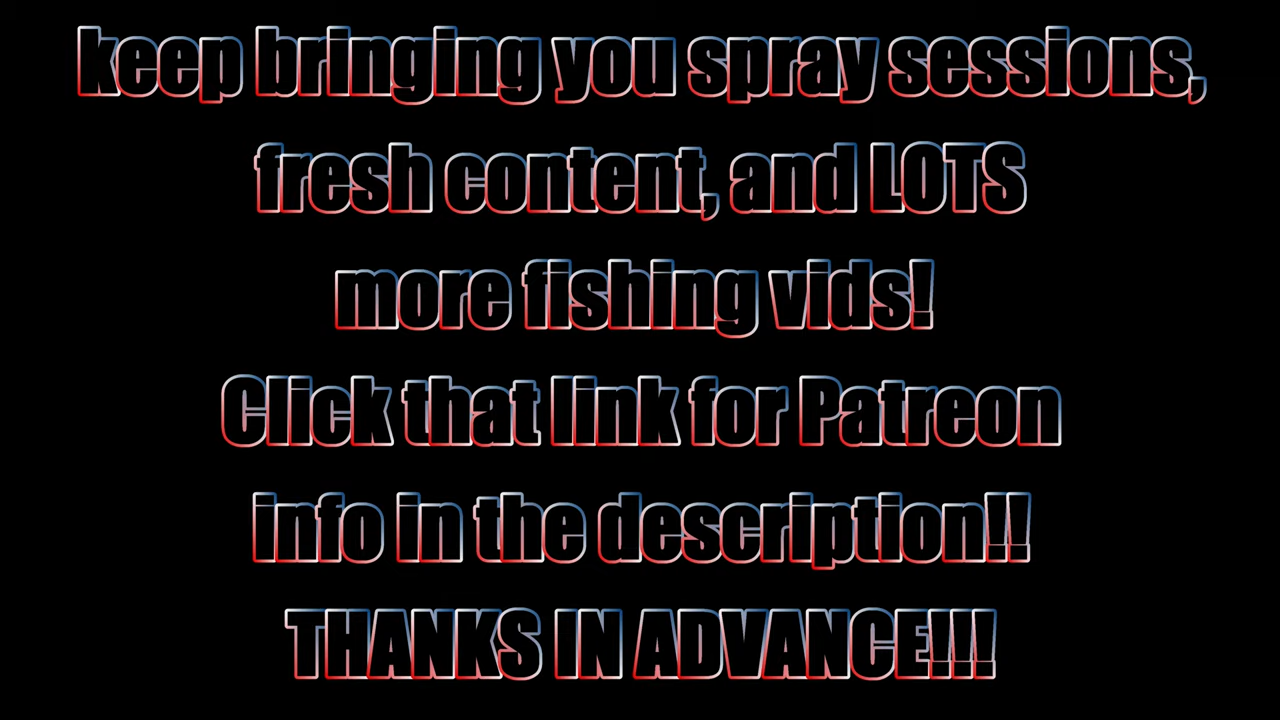 keep bringing you spray sessions,
fresh content, and LOTS
more fishing vids!
Click that link for Patreon
info in the description!!
THANKS IN ADVANCE!!!